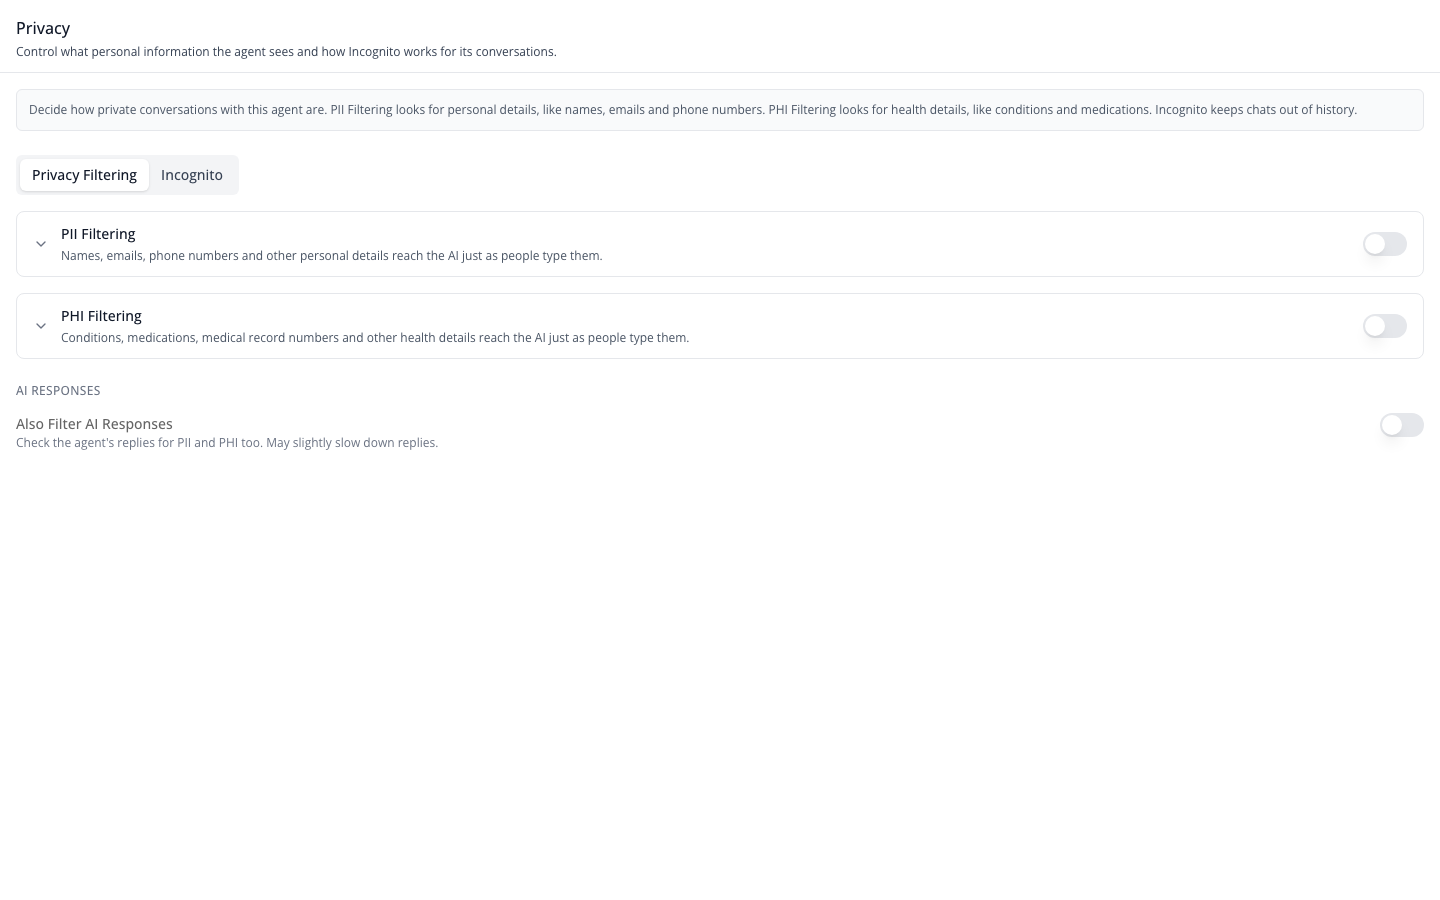 Privacy
Control what personal information the agent sees and how Incognito works for its conversations.
Decide how private conversations with this agent are. PII Filtering looks for personal details, like names, emails and phone numbers. PHI Filtering looks for health details, like conditions and medications. Incognito keeps chats out of history.
Privacy Filtering
Incognito
PII Filtering
Names, emails, phone numbers and other personal details reach the AI just as people type them.
PHI Filtering
Conditions, medications, medical record numbers and other health details reach the AI just as people type them.
AI RESPONSES
Also Filter AI Responses
Check the agent's replies for PII and PHI too. May slightly slow down replies.